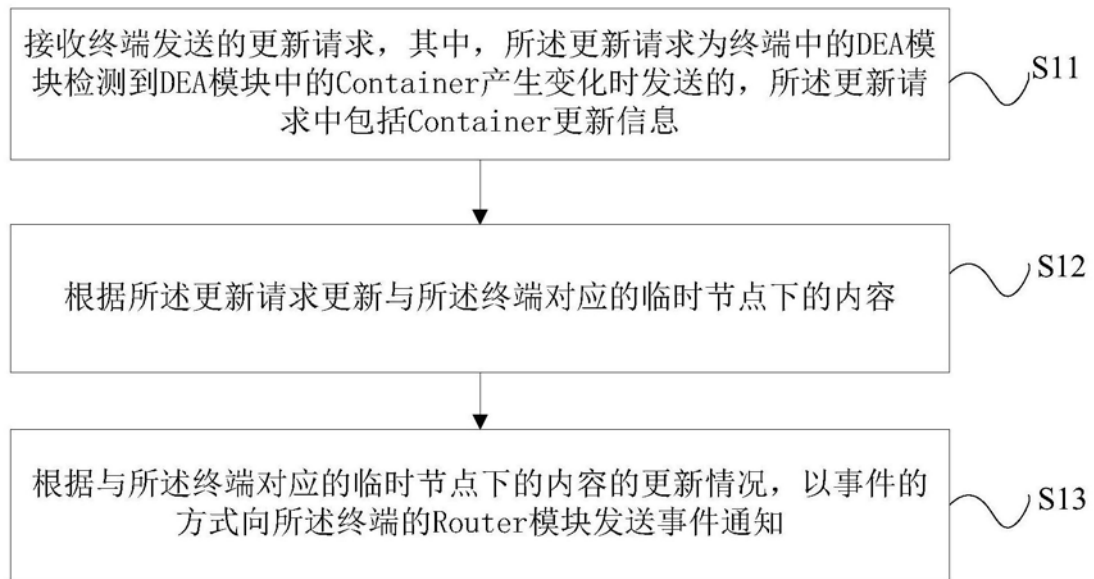 接收终端发送的更新请求，其中，所述更新请求为终端中的DEA模
块检测到DEA模块中的Container产生变化时发送的，所述更新请
求中包括Container更新信息
S11
根据所述更新请求更新与所述终端对应的临时节点下的内容
S12
根据与所述终端对应的临时节点下的内容的更新情况，以事件的
方式向所述终端的Router模块发送事件通知
S13